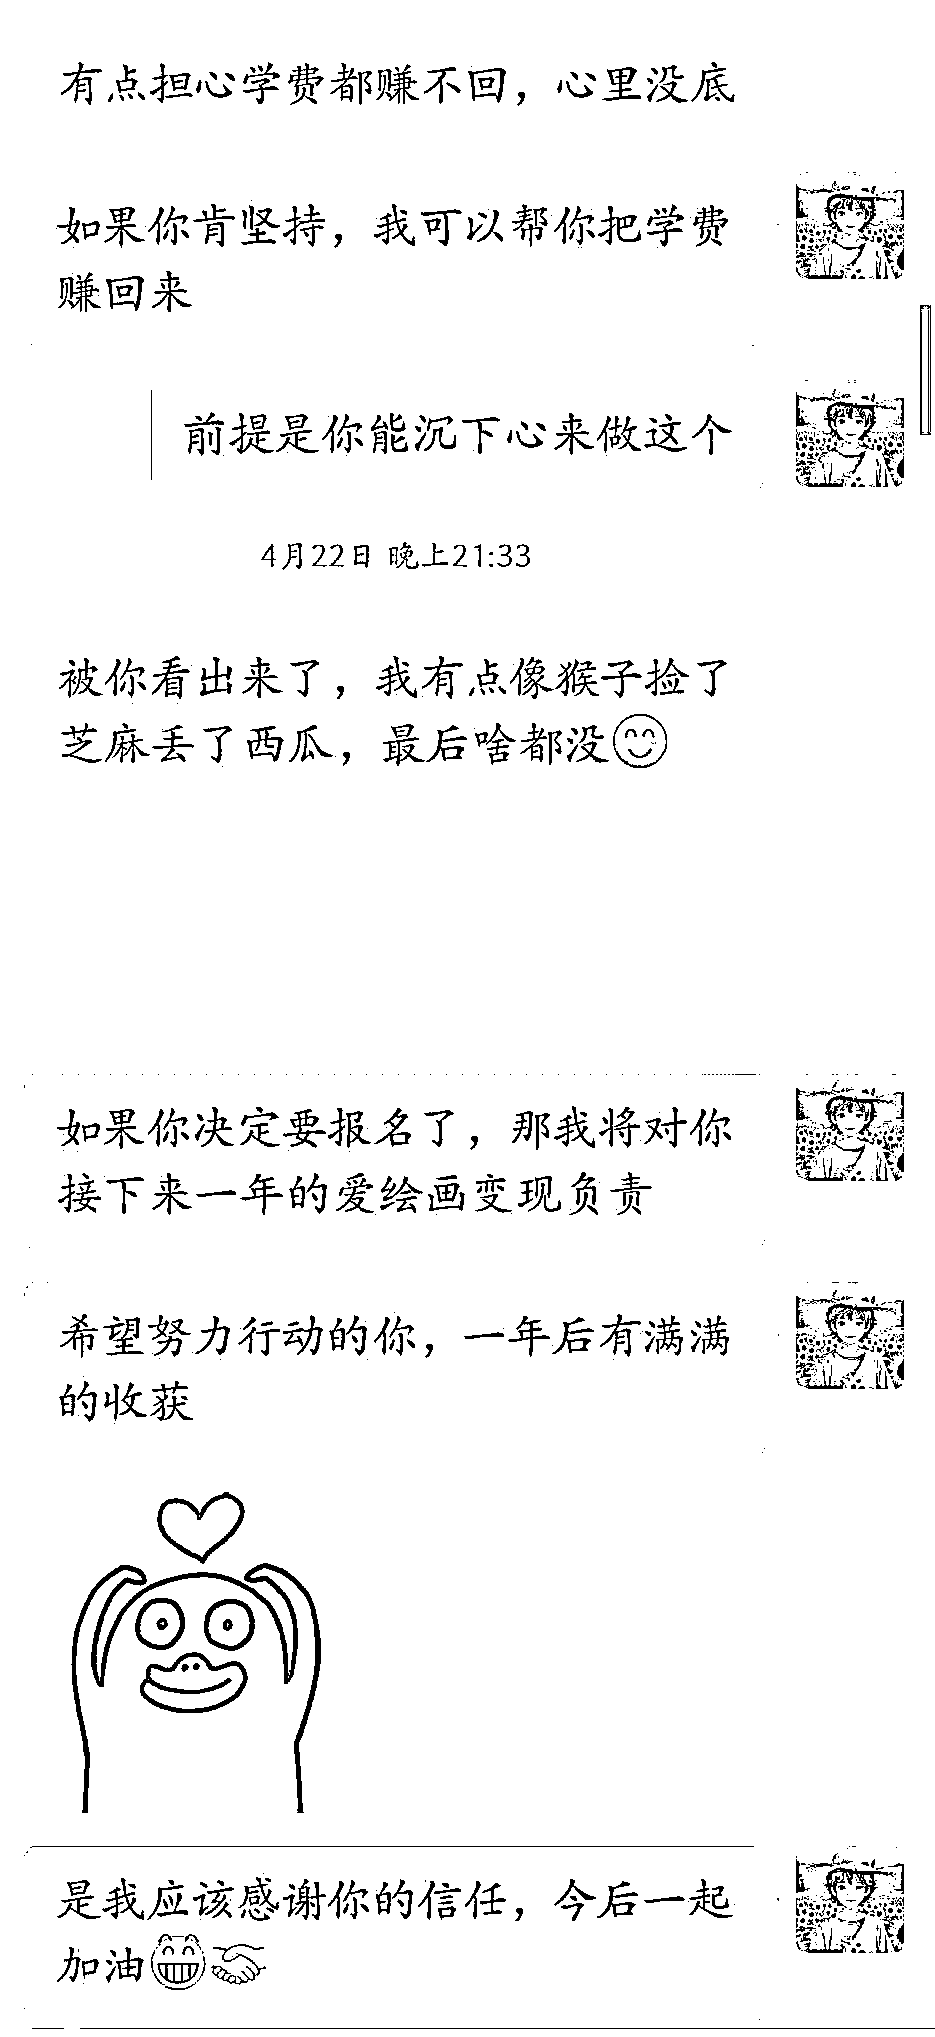 有点担心学费都赚不回，心里没底
如果你肯坚持，我可以帮你把学费
赚回来
前提是你能沉下心来做这个
4月22日 晚上21:33
被你看出来了，我有点像猴子捡了
芝麻丢了西瓜，最后啥都没😊
如果你决定要报名了，那我将对你
接下来一年的爱绘画变现负责
希望努力行动的你，一年后有满满
的收获
是我应该感谢你的信任，今后一起
加油😁🤝